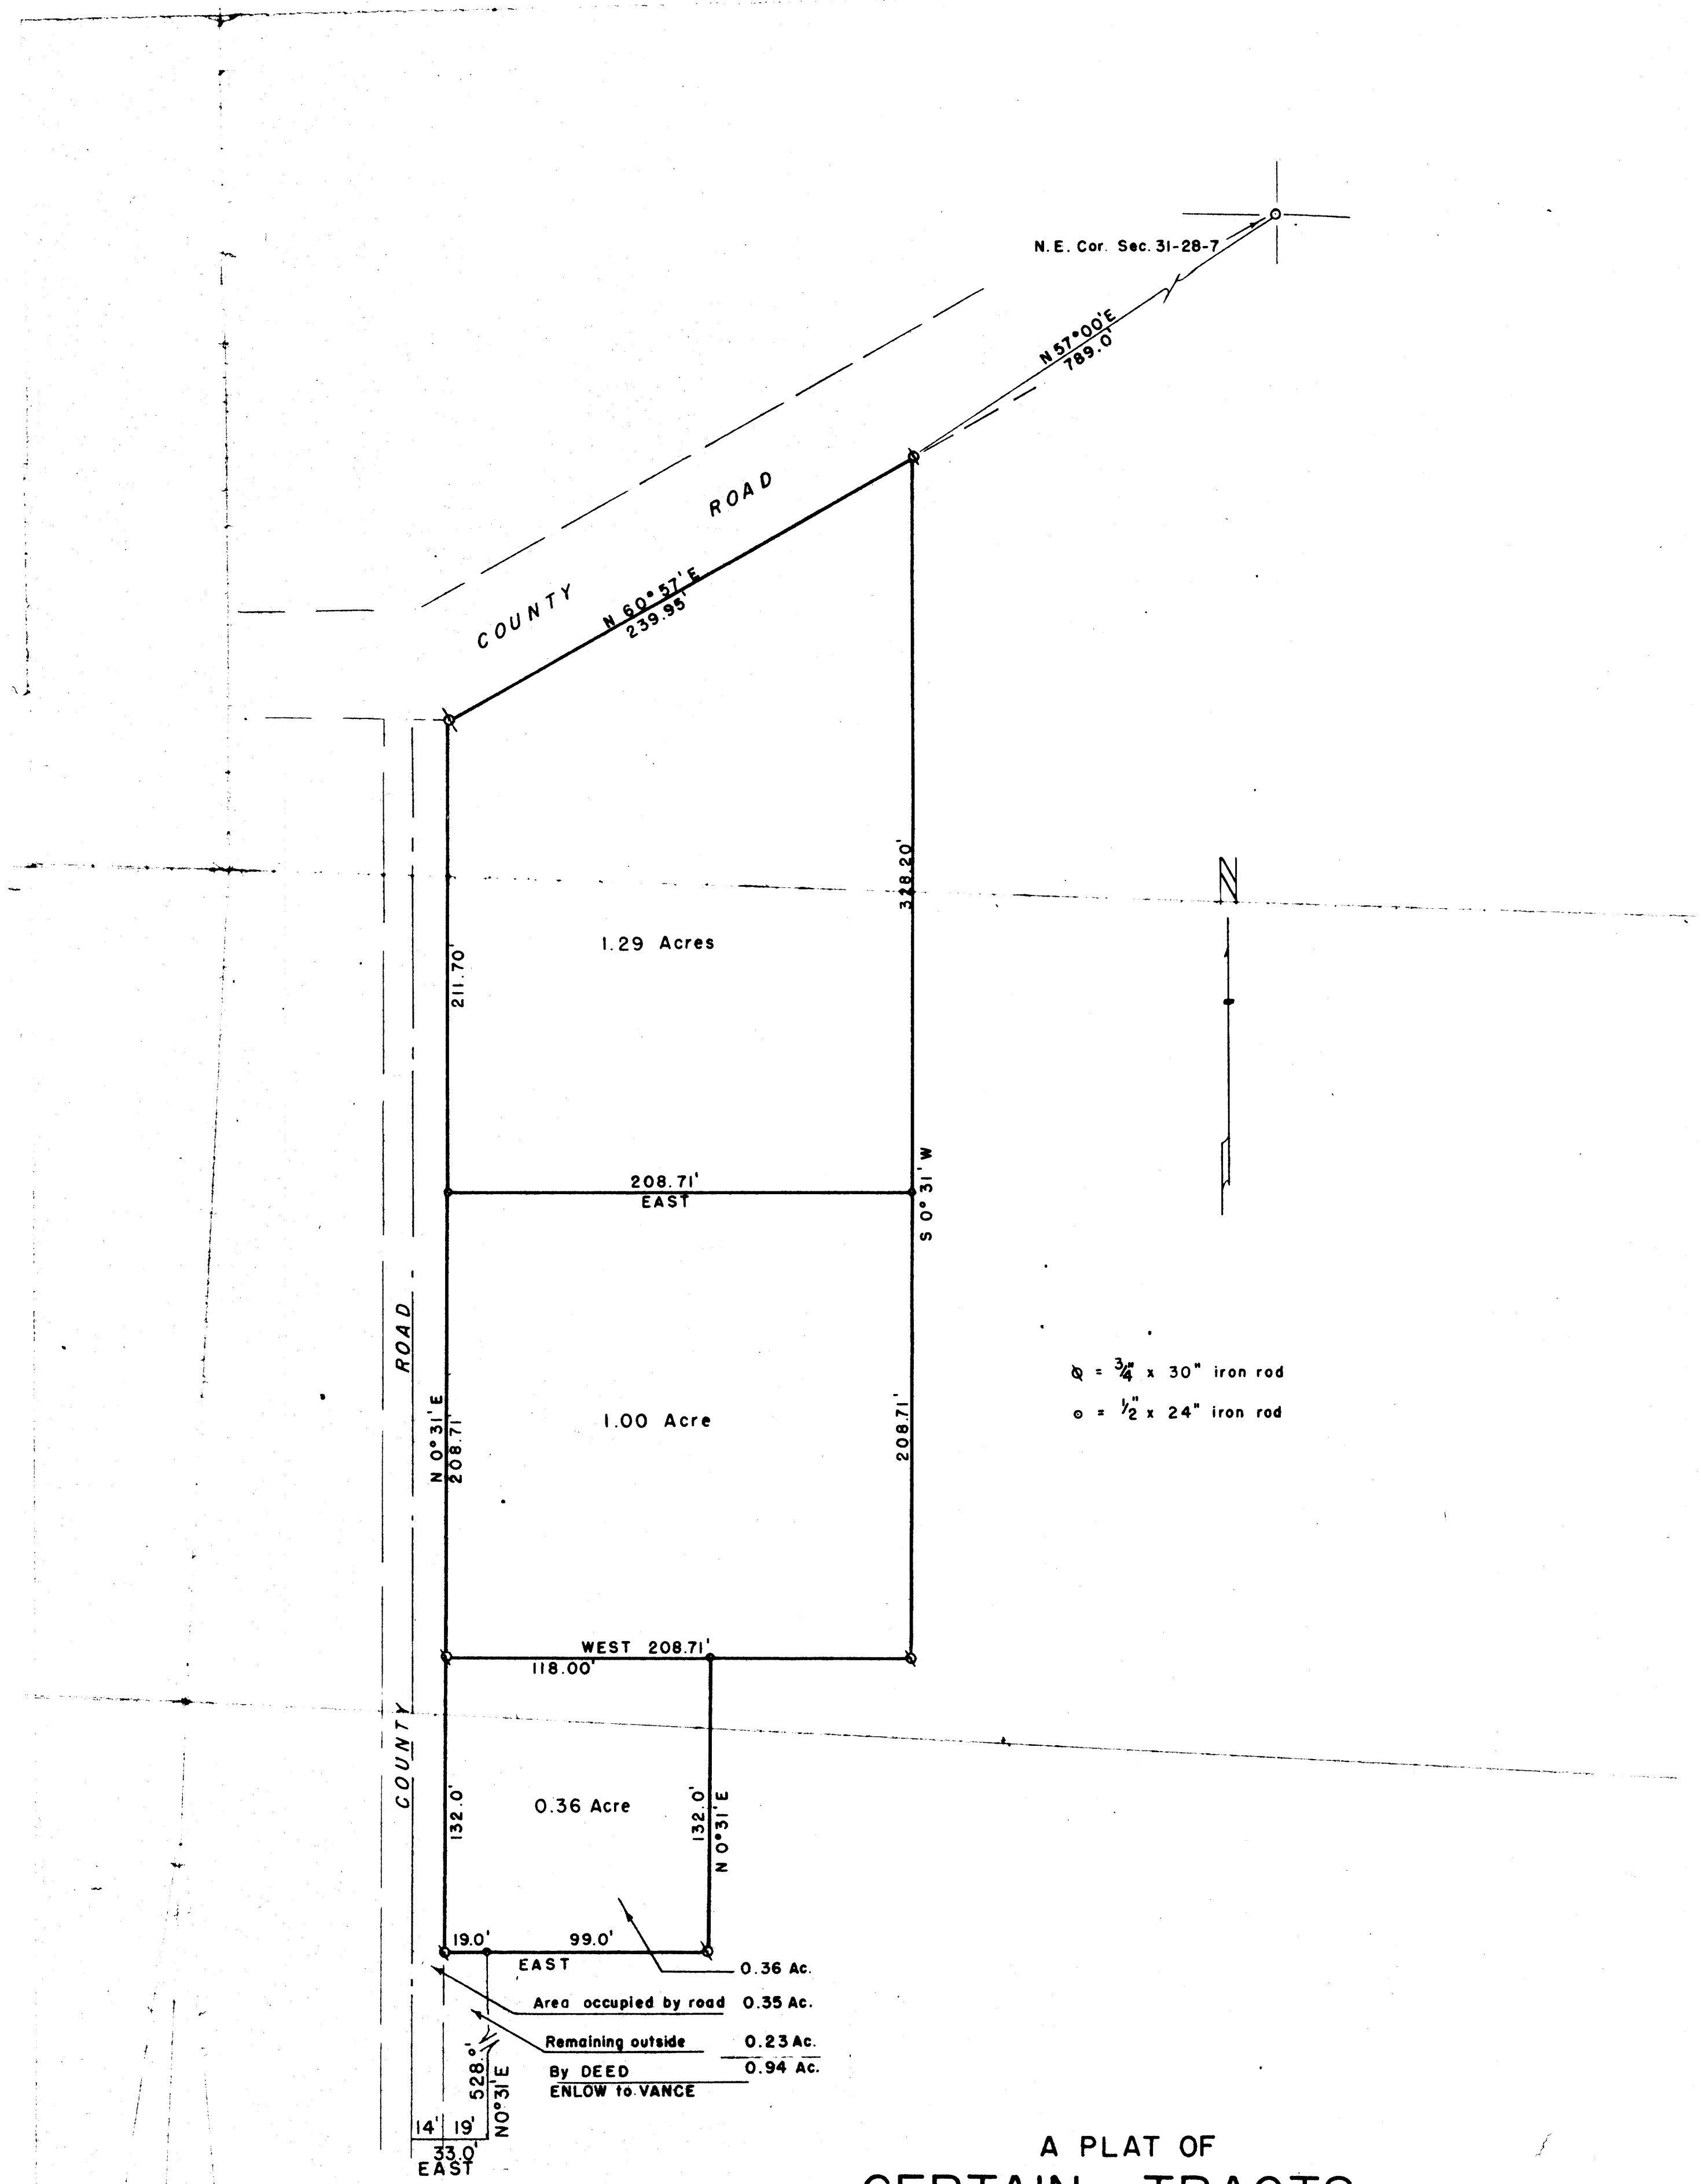 N.E. Cor. Sec. 31-28-7
N 57°00'E
789.0'
COUNTY ROAD
N 60°57'E
239.95'
328.20'
1.29 Acres
211.70'
N
208.71'
EAST
S 0°31'W
COUNTY ROAD
= 3/4" x 30" iron rod
= 1/2" x 24" iron rod
N 0°31'E
208.71'
1.00 Acre
208.71'
WEST 208.71'
118.00'
132.0'
0.36 Acre
132.0'
N 0°31'E
19.0' 99.0'
EAST
0.36 Ac.
Area occupied by road 0.35 Ac.
Remaining outside 0.23 Ac.
By DEED 0.94 Ac.
ENLOW to VANCE
528.0'
N0°31'E
14' 19'
33.0'
EAST
A PLAT OF
CERTAIN TRACTS